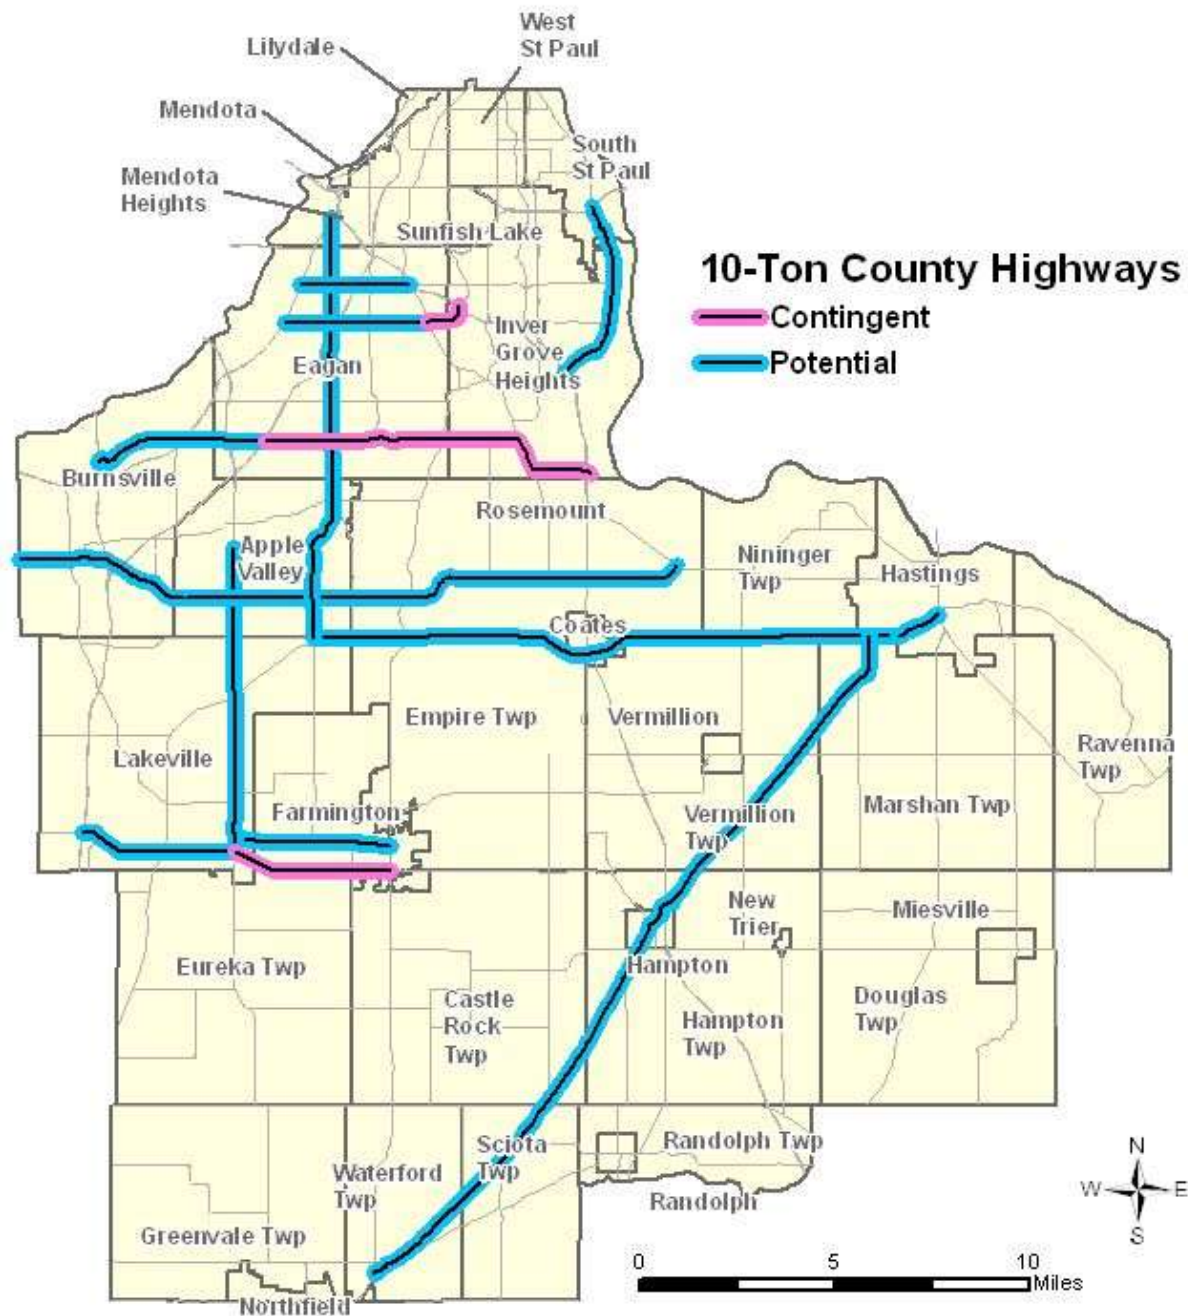 West
St Paul
Lilydale
Mendota
South
St Paul
Mendota
Heights
Sunfish Lake
10-Ton County Highways
Contingent
Inver
Grove
Heights
Potential
Eagan
Burnsville
Rosemount
Apple
Valley
Nininger
Twp
Hastings
Coates
Empire Twp
Vermillion
Lakeville
Ravenna
Twp
Farmington
Vermillion
Twp
Marshan Twp
New
Trier
Miesville
Eureka Twp
Hampton
Castle
Rock
Twp
Douglas
Twp
Hampton
Twp
Sciota
Twp
Randolph Twp
Waterford
Twp
Randolph
N
W
E
S
Greenvale Twp
0
5
10
Miles
Northfield